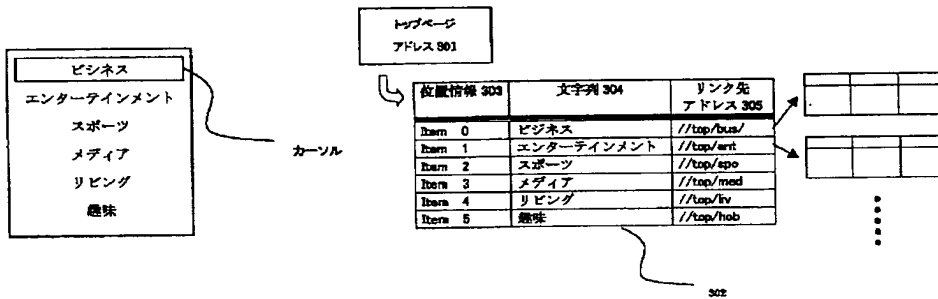 ビジネス
エンターテインメント
スポーツ
メディア
リビング
趣味
カーソル
トップページ
アドレス 301
位置情報 303 文字列 304 リンク先
アドレス 305
Item 0 ビジネス //top/bus/
Item 1 エンターテインメント //top/ent
Item 2 スポーツ //top/spo
Item 3 メディア //top/med
Item 4 リビング //top/liv
Item 5 趣味 //top/hob
302